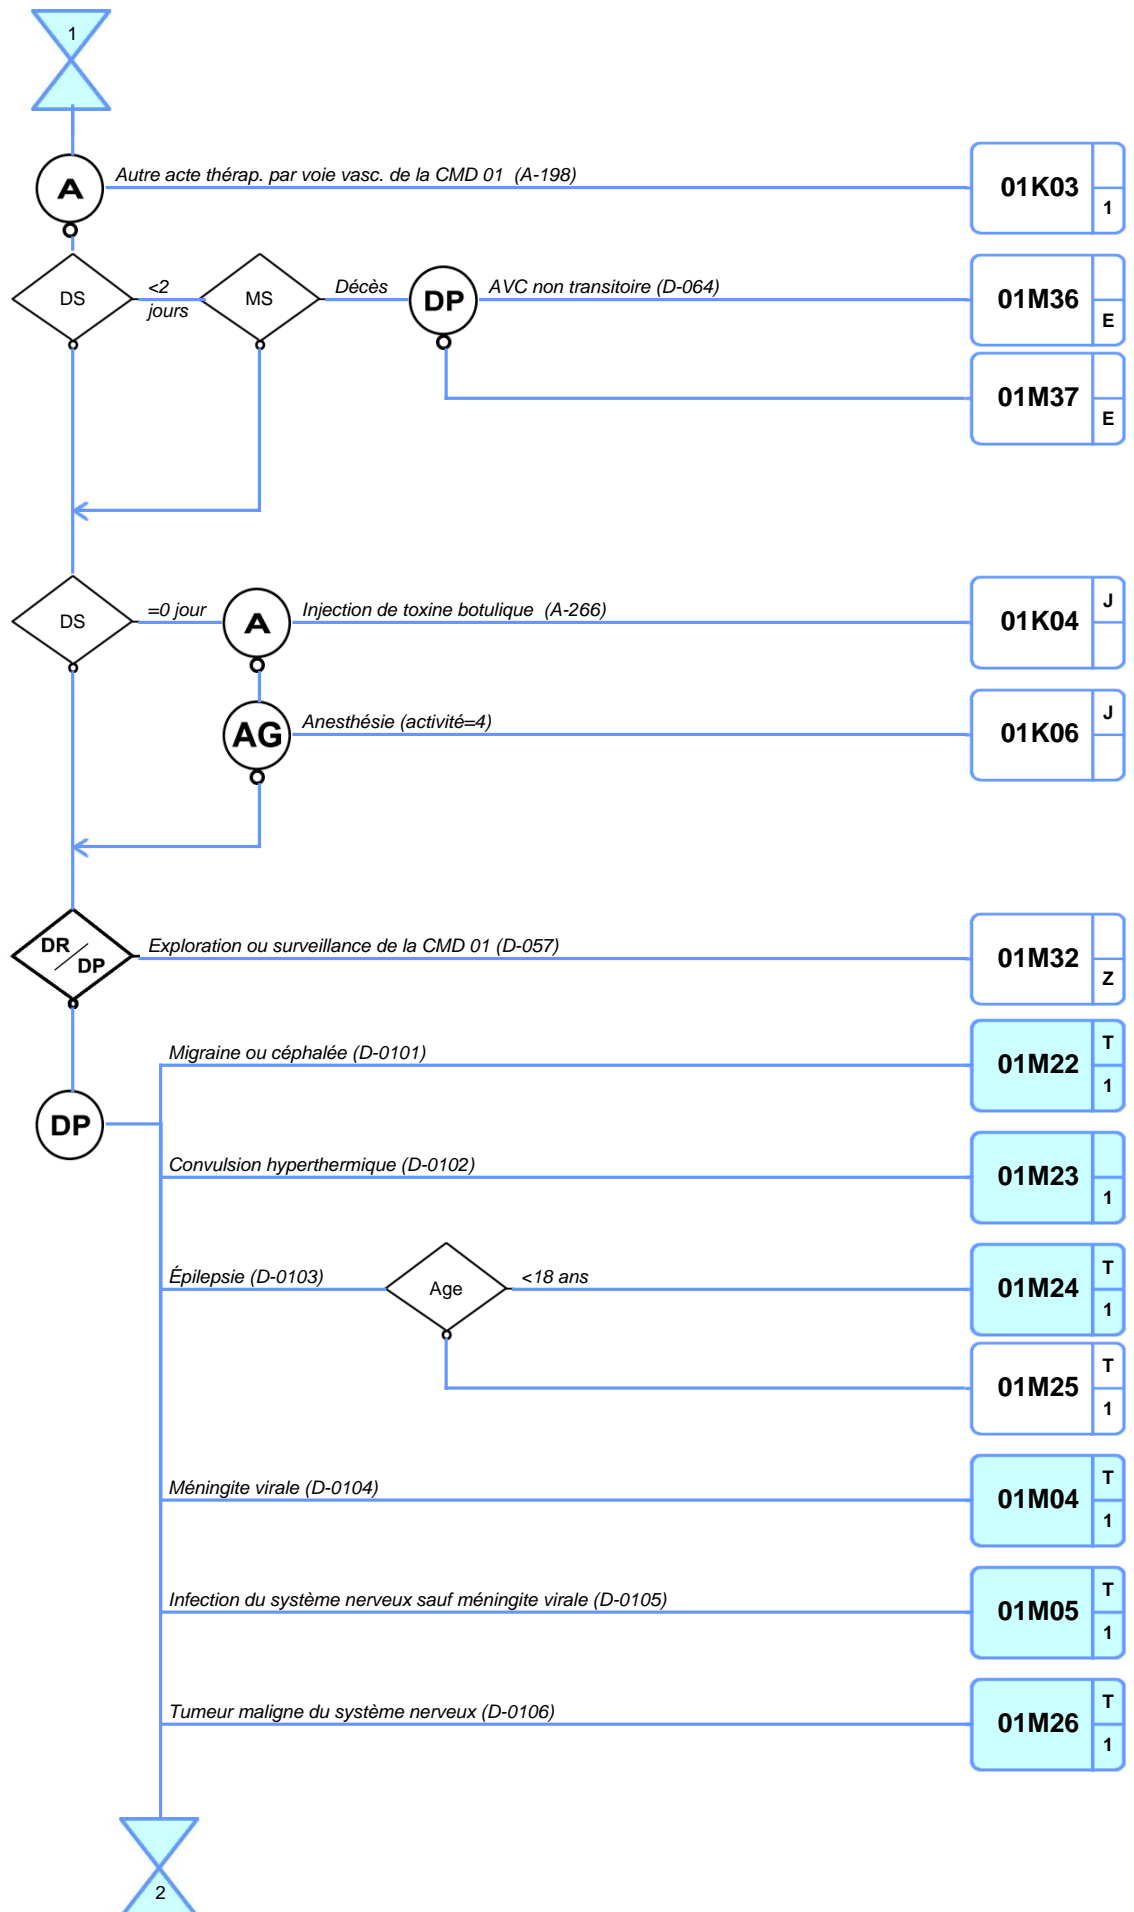 1
A
Autre acte thérap. par voie vasc. de la CMD 01 (A-198)
01K03
1
DS
<2
jours
MS
Décès
DP
AVC non transitoire (D-064)
01M36
E
01M37
E
DS
=0 jour
A
Injection de toxine botulique (A-266)
01K04
J
AG
Anesthésie (activité=4)
01K06
J
DR
DP
Exploration ou surveillance de la CMD 01 (D-057)
01M32
Z
Migraine ou céphalée (D-0101)
01M22
T
1
DP
Convulsion hyperthermique (D-0102)
01M23
1
Épilepsie (D-0103)
Age
<18 ans
01M24
T
1
01M25
T
1
Méningite virale (D-0104)
01M04
T
1
Infection du système nerveux sauf méningite virale (D-0105)
01M05
T
1
Tumeur maligne du système nerveux (D-0106)
01M26
T
1
2